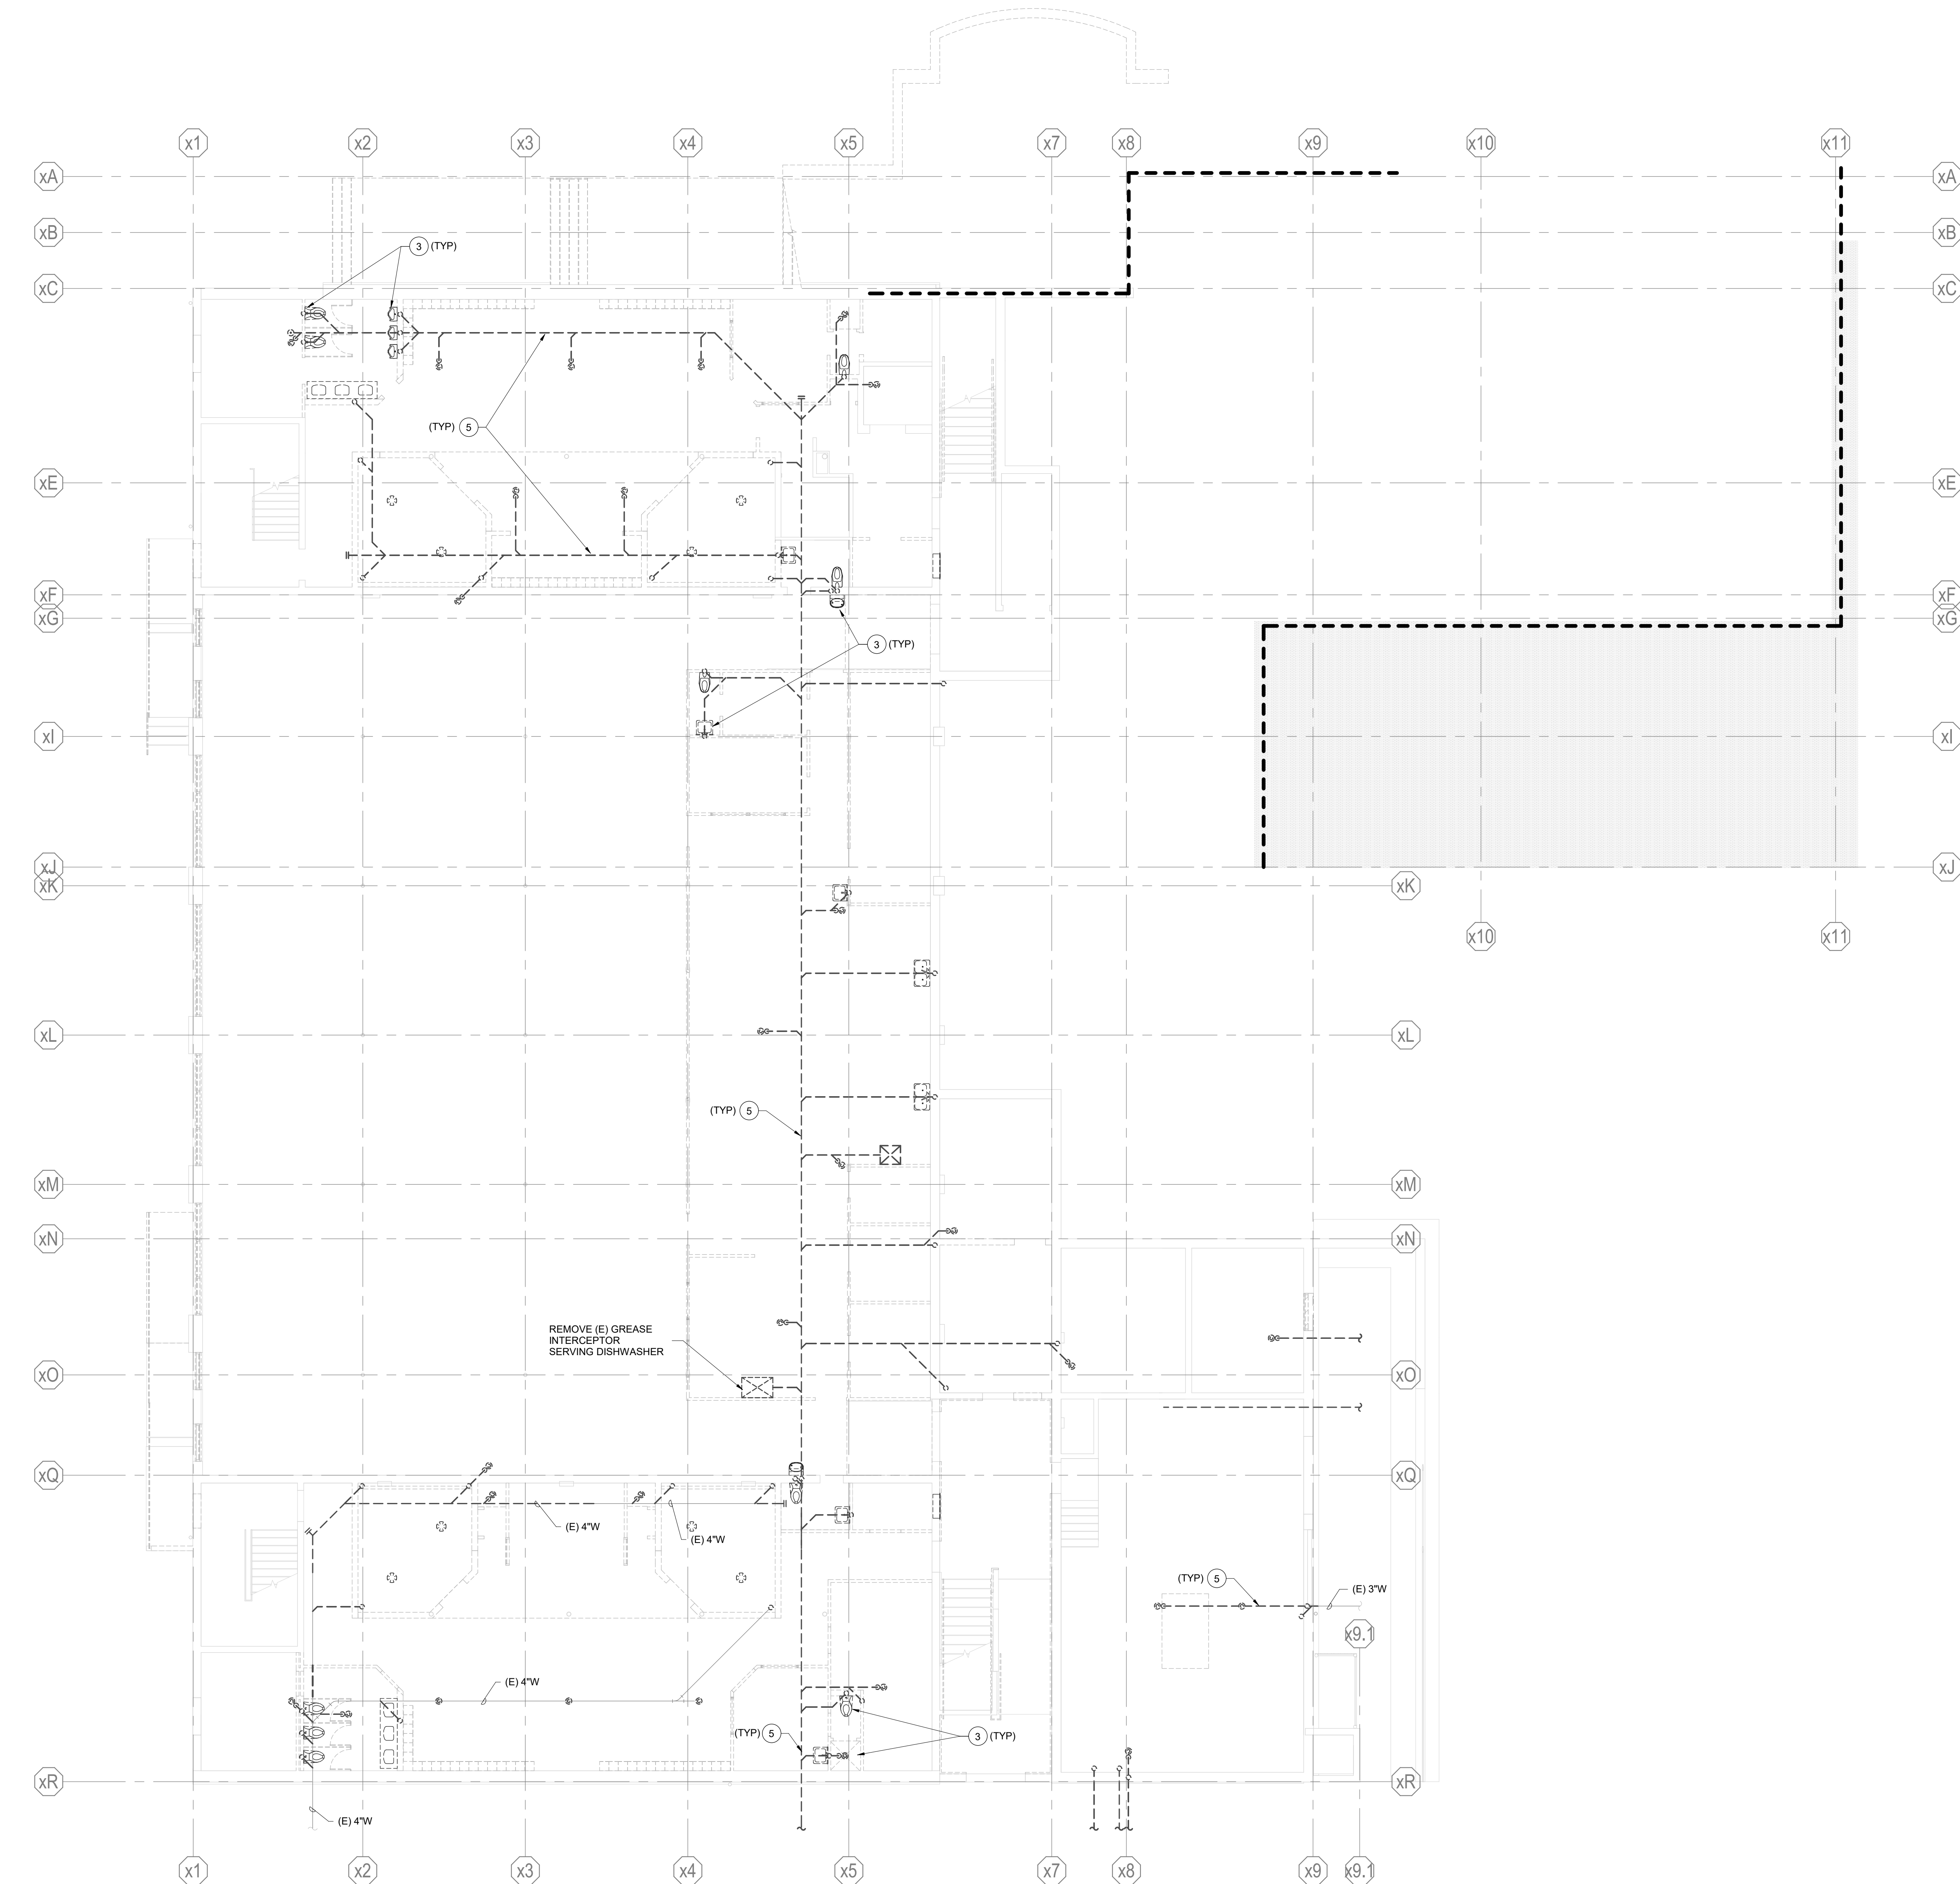 x1 x2 x3 x4 x5 x7 x8 x9 x10 x11
xA xA
xB xB
3 (TYP)
xC xC
(TYP) 5
xE xE
xF xF
xG xG
3 (TYP)
xI xI
xJ xJ
xK xK
x10 x11
xL xL
(TYP) 5
xM xM
xN xN
REMOVE (E) GREASE
INTERCEPTOR
SERVING DISHWASHER
xO xO
xQ xQ
(E) 4"W
(E) 4"W
(TYP) 5
(E) 3"W
x9.1
(E) 4"W
(TYP) 5
3 (TYP)
xR xR
(E) 4"W
x1 x2 x3 x4 x5 x7 x8 x9 x9.1